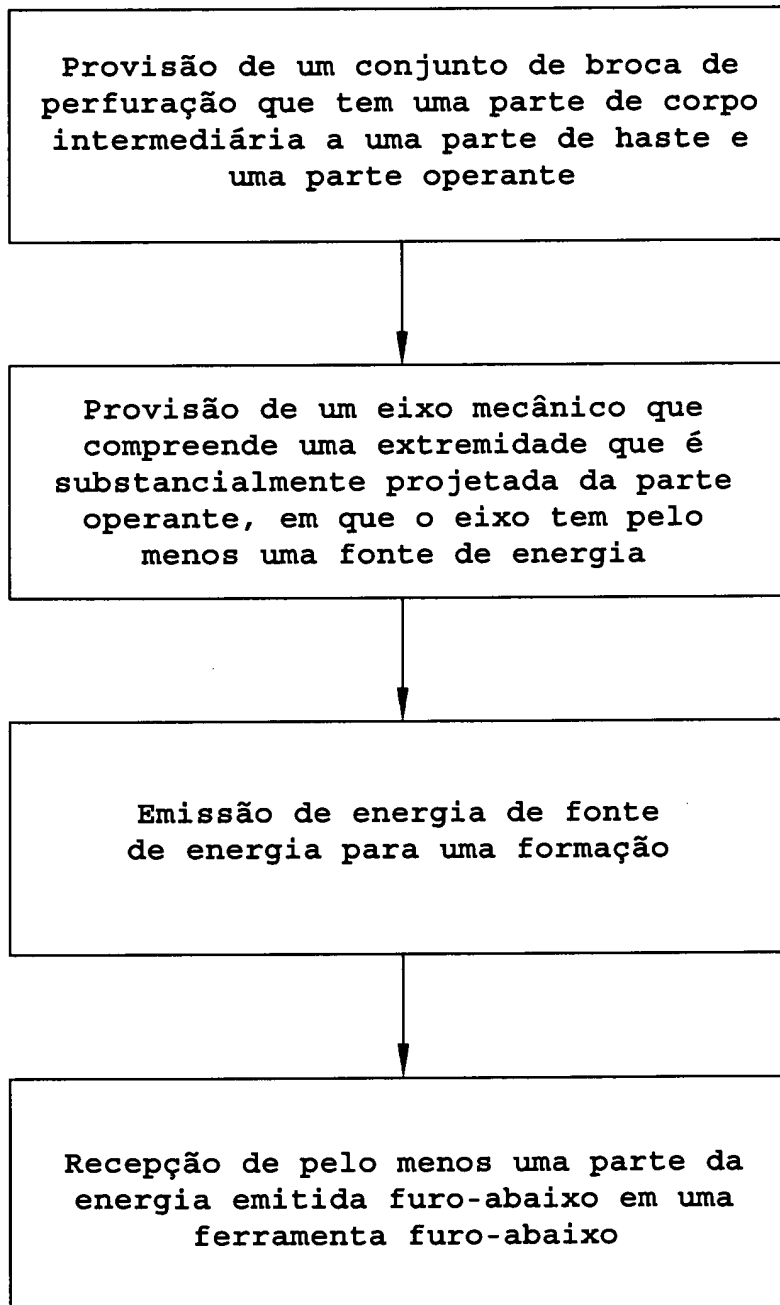 Provisão de um conjunto de broca de
perfuração que tem uma parte de corpo
intermediária a uma parte de haste e
uma parte operante
Provisão de um eixo mecânico que
compreende uma extremidade que é
substancialmente projetada da parte
operante, em que o eixo tem pelo
menos uma fonte de energia
Emissão de energia de fonte
de energia para uma formação
Recepção de pelo menos uma parte da
energia emitida furo-abaixo em uma
ferramenta furo-abaixo